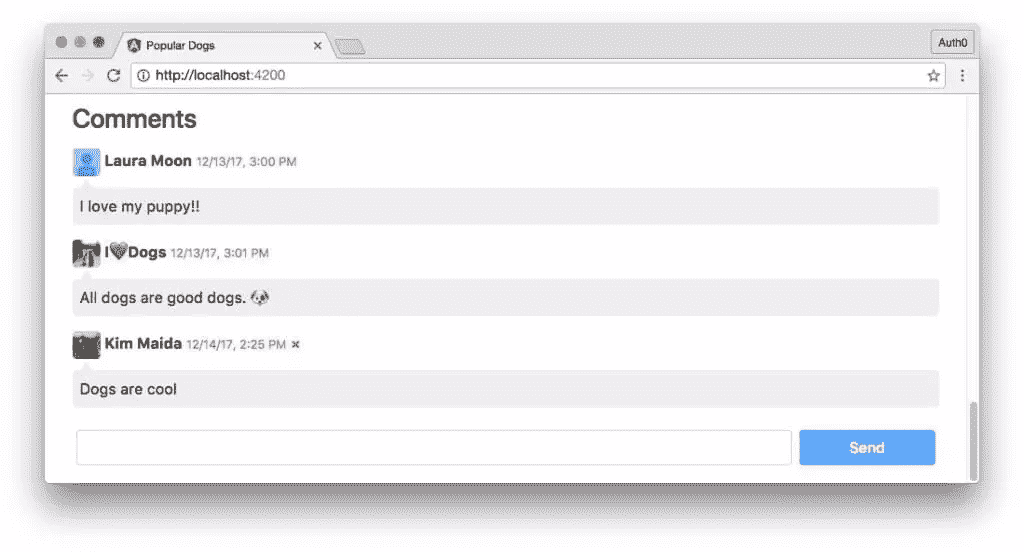 Popular Dogs
Auth0
http://localhost:4200
Comments
Laura Moon 12/13/17, 3:00 PM
I love my puppy!!
I🖤Dogs 12/13/17, 3:01 PM
All dogs are good dogs. 🐶
Kim Maida 12/14/17, 2:25 PM ×
Dogs are cool
Send